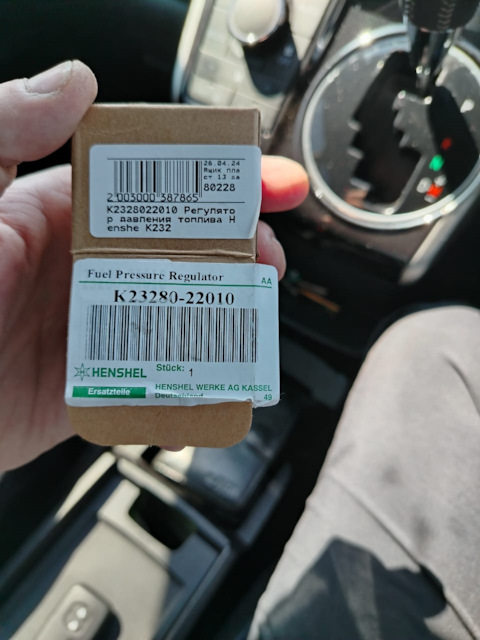 26.04.24
Ящик пла
ст 13 за
80228
2 003000 387865
K2328022010 Регулято
р давления топлива H
enshe K232
Fuel Pressure Regulator AA
K23280-22010
HENSHEL Stück: 1
Ersatzteile HENSHEL WERKE AG KASSEL
Deutschland 49